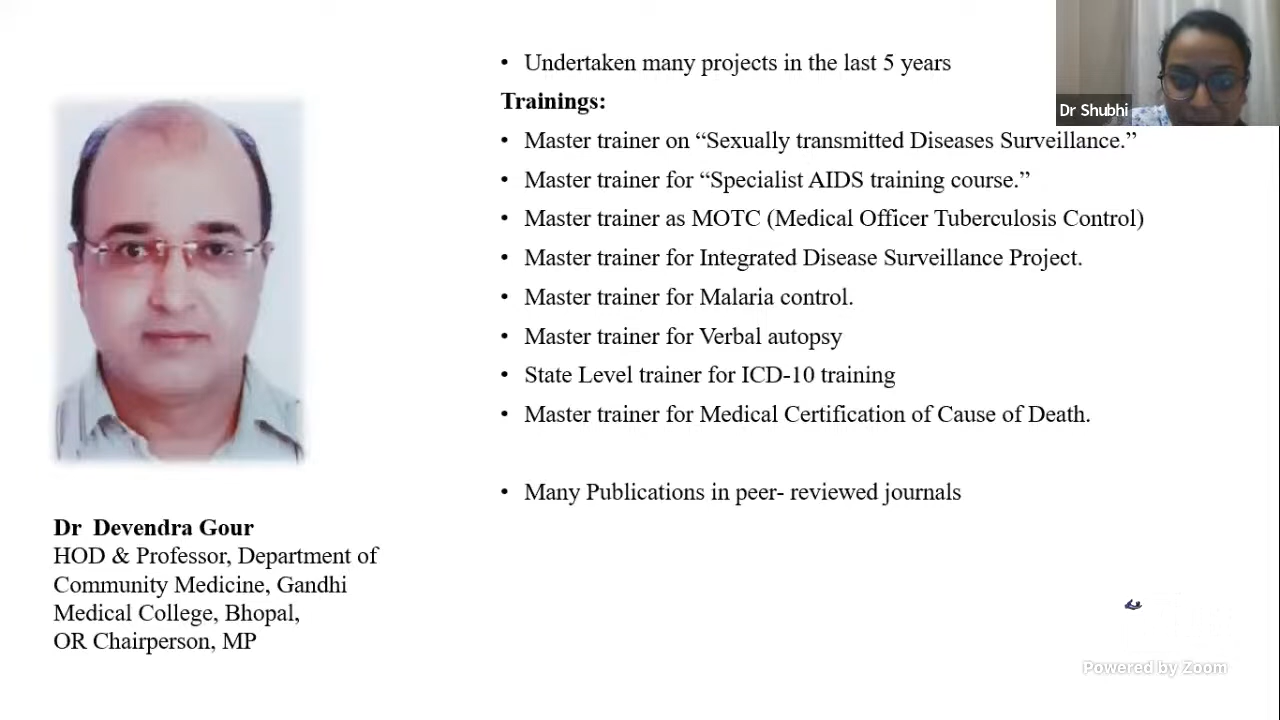 • Undertaken many projects in the last 5 years
Trainings:
• Master trainer on “Sexually transmitted Diseases Surveillance.”
• Master trainer for “Specialist AIDS training course.”
• Master trainer as MOTC (Medical Officer Tuberculosis Control)
• Master trainer for Integrated Disease Surveillance Project.
• Master trainer for Malaria control.
• Master trainer for Verbal autopsy
• State Level trainer for ICD-10 training
• Master trainer for Medical Certification of Cause of Death.
• Many Publications in peer- reviewed journals
Dr Devendra Gour
HOD & Professor, Department of
Community Medicine, Gandhi
Medical College, Bhopal,
OR Chairperson, MP
Dr Shubhi
Powered by Zoom